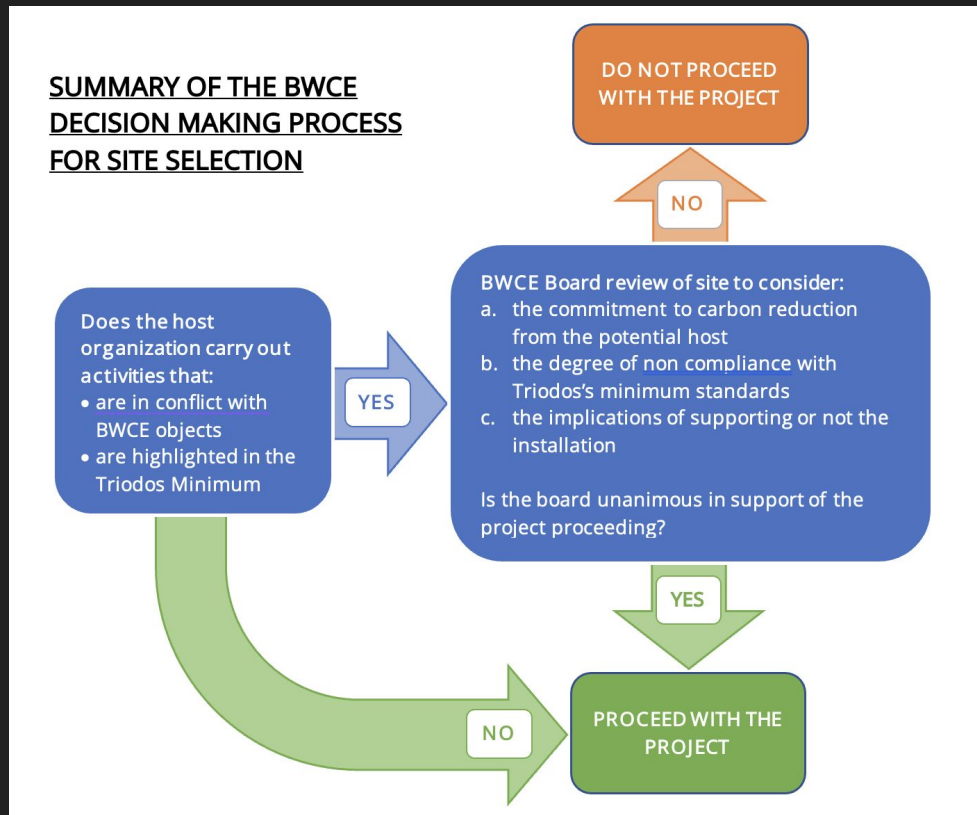 SUMMARY OF THE BWCE
DECISION MAKING PROCESS
FOR SITE SELECTION
DO NOT PROCEED
WITH THE PROJECT
NO
Does the host
organization carry out
activities that:
• are in conflict with
BWCE objects
• are highlighted in the
Triodos Minimum
YES
BWCE Board review of site to consider:
a. the commitment to carbon reduction
from the potential host
b. the degree of non compliance with
Triodos's minimum standards
c. the implications of supporting or not the
installation
Is the board unanimous in support of the
project proceeding?
YES
NO
PROCEED WITH THE
PROJECT